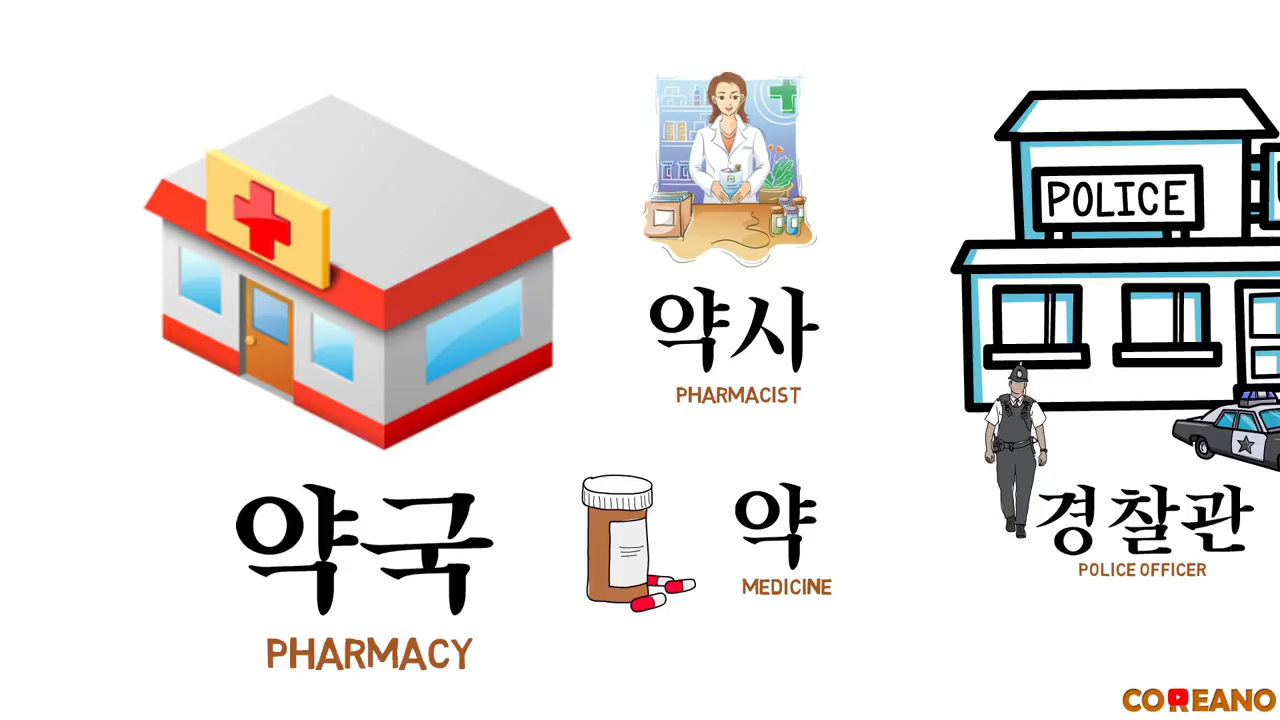 약사
PHARMACIST
약국
PHARMACY
약
MEDICINE
POLICE
경찰관
POLICE OFFICER
COREANO